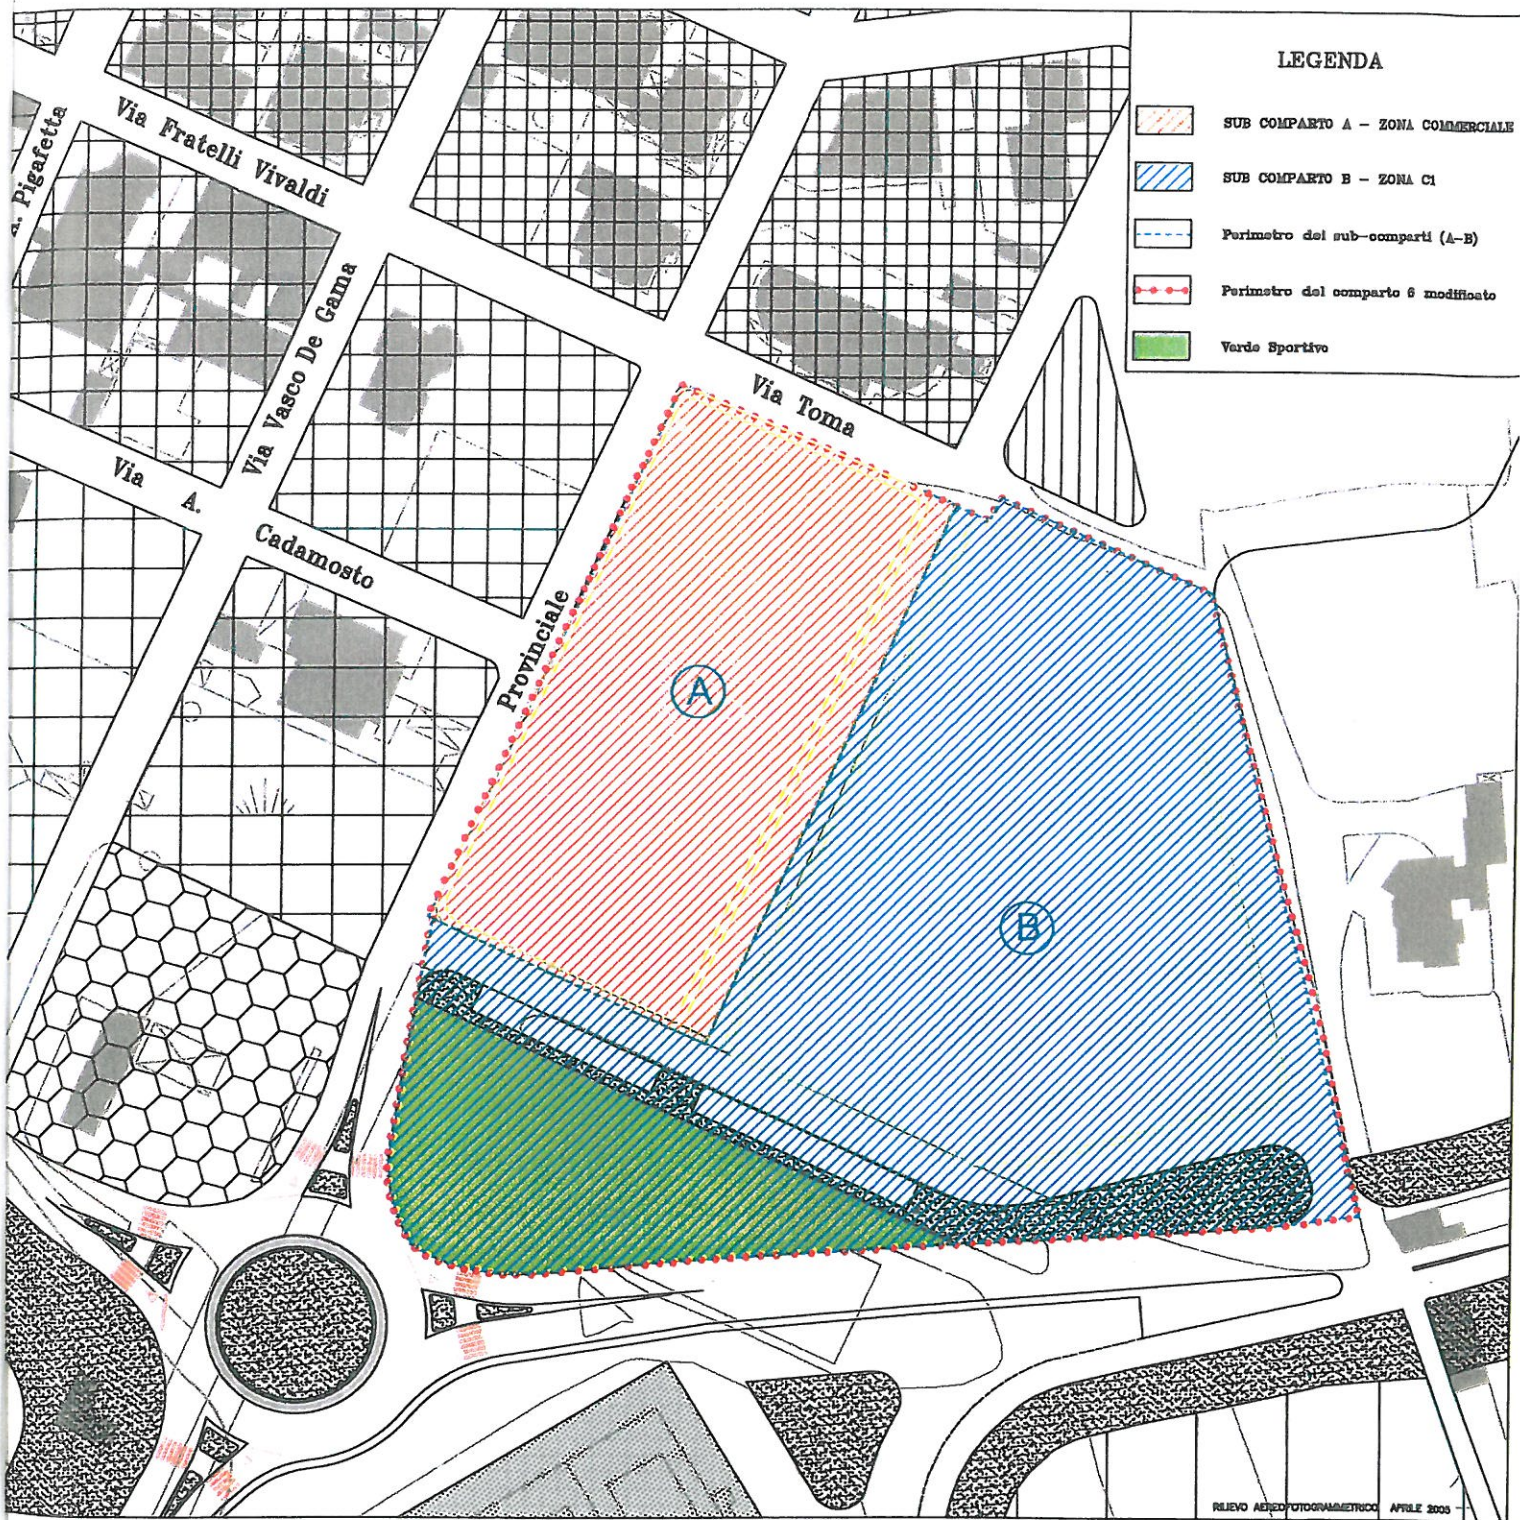 LEGENDA
SUB COMPARTO A - ZONA COMMERCIALE
SUB COMPARTO B - ZONA C1
Perimetro dei sub-comparti (A-B)
Perimetro del comparto 6 modificato
Verde Sportivo
Via Fratelli Vivaldi
Pigafetta
Via Vasco De Gama
Via Toma
Via A. Cadamosto
Provinciale
A
B
RILIEVO AEREOFOTOGRAMMETRICO APRILE 2005